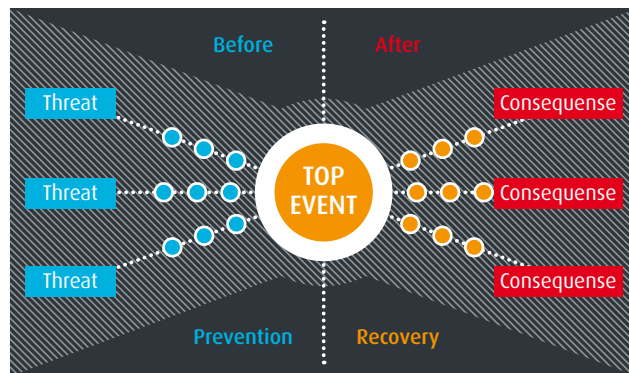 Before
After
Threat
Consequense
Threat
TOP
EVENT
Consequense
Threat
Consequense
Prevention
Recovery